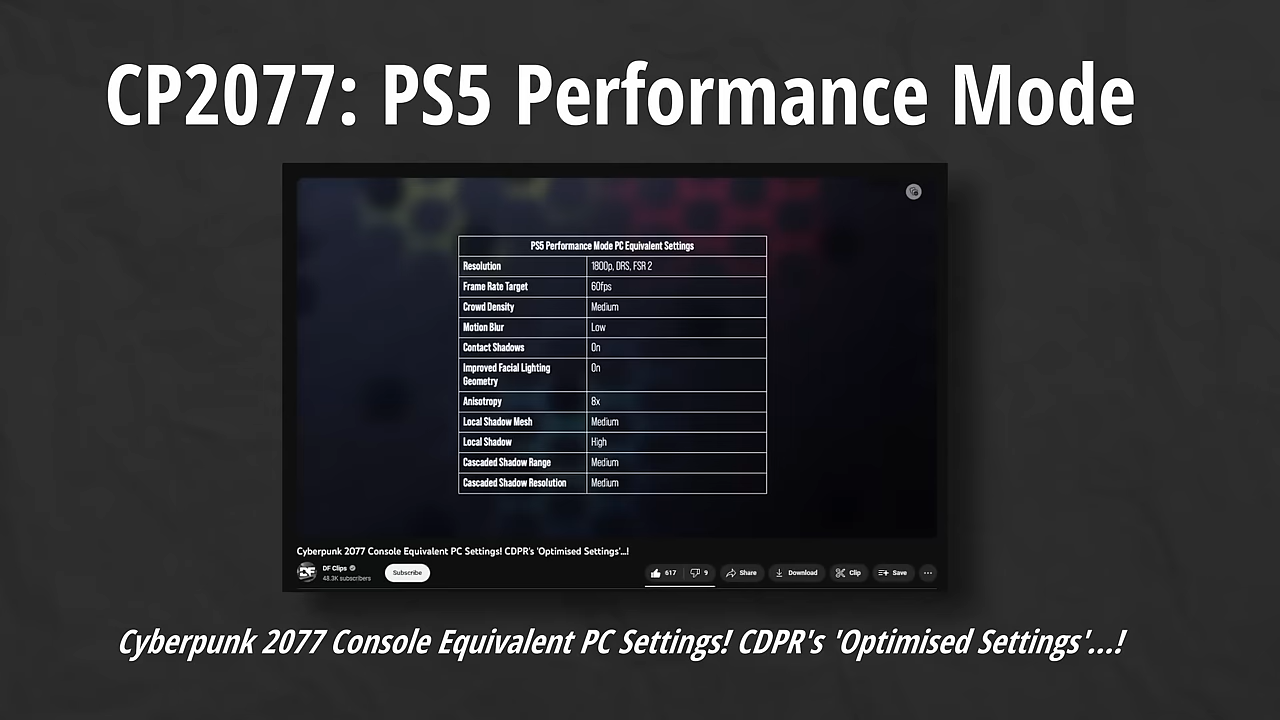 CP2077: PS5 Performance Mode
PS5 Performance Mode PC Equivalent Settings
Resolution 1800p, DRS, FSR 2
Frame Rate Target 60fps
Crowd Density Medium
Motion Blur Low
Contact Shadows On
Improved Facial Lighting On
Geometry
Anisotropy 8x
Local Shadow Mesh Medium
Local Shadow High
Cascaded Shadow Range Medium
Cascaded Shadow Resolution Medium
Cyberpunk 2077 Console Equivalent PC Settings! CDPR's 'Optimised Settings'...!
DF Clips
48.3K subscribers
Subscribe
617 9 Share Download Clip Save
Cyberpunk 2077 Console Equivalent PC Settings! CDPR's 'Optimised Settings'...!